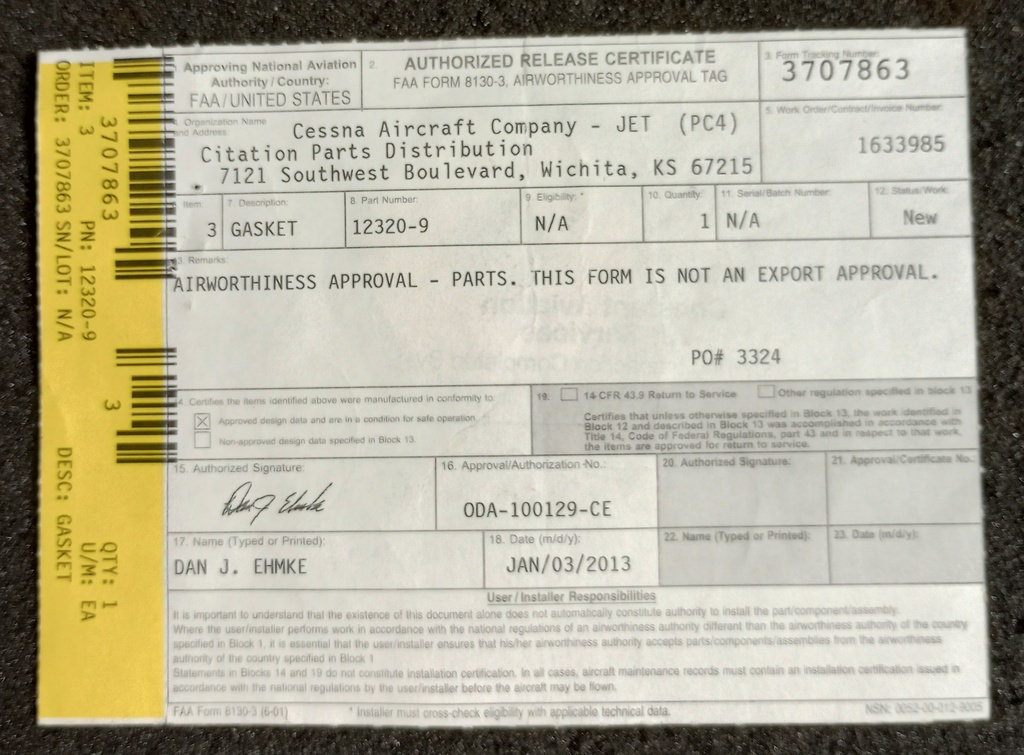 Approving National Aviation
Authority / Country:
FAA/UNITED STATES
2.
AUTHORIZED RELEASE CERTIFICATE
FAA FORM 8130-3, AIRWORTHINESS APPROVAL TAG
3. Form Tracking Number:
3707863
4. Organization Name
and Address:
Cessna Aircraft Company - JET (PC4)
Citation Parts Distribution
7121 Southwest Boulevard, Wichita, KS 67215
5. Work Order/Contract/Invoice Number:
1633985
6. Item:
3
7. Description:
GASKET
8. Part Number:
12320-9
9. Eligibility: *
N/A
10. Quantity:
1
11. Serial/Batch Number:
N/A
12. Status/Work:
New
13. Remarks:
AIRWORTHINESS APPROVAL - PARTS. THIS FORM IS NOT AN EXPORT APPROVAL.
PO# 3324
14. Certifies the items identified above were manufactured in conformity to:
Approved design data and are in a condition for safe operation.
Non-approved design data specified in Block 13.
19. 14 CFR 43.9 Return to Service Other regulation specified in block 13
Certifies that unless otherwise specified in Block 13, the work identified in
Block 12 and described in Block 13 was accomplished in accordance with
Title 14, Code of Federal Regulations, part 43 and in respect to that work,
the items are approved for return to service.
15. Authorized Signature:
Dan J. Ehmke
16. Approval/Authorization No.:
ODA-100129-CE
20. Authorized Signature:
21. Approval/Certificate No.:
17. Name (Typed or Printed):
DAN J. EHMKE
18. Date (m/d/y):
JAN/03/2013
22. Name (Typed or Printed):
23. Date (m/d/y):
User / Installer Responsibilities
It is important to understand that the existence of this document alone does not automatically constitute authority to install the part/component/assembly.
Where the user/installer performs work in accordance with the national regulations of an airworthiness authority different than the airworthiness authority of the country
specified in Block 1, it is essential that the user/installer ensures that his/her airworthiness authority accepts parts/components/assemblies from the airworthiness
authority of the country specified in Block 1
Statements in Blocks 14 and 19 do not constitute installation certification. In all cases, aircraft maintenance records must contain an installation certification issued in
accordance with the national regulations by the user/installer before the aircraft may be flown.
FAA Form 8130-3 (6-01)
* Installer must cross-check eligibility with applicable technical data.
NSN: 0052-00-012-9005
3707863
3
QTY: 1
ITEM: 3
PN: 12320-9
U/M: EA
ORDER: 3707863 SN/LOT: N/A
DESC: GASKET